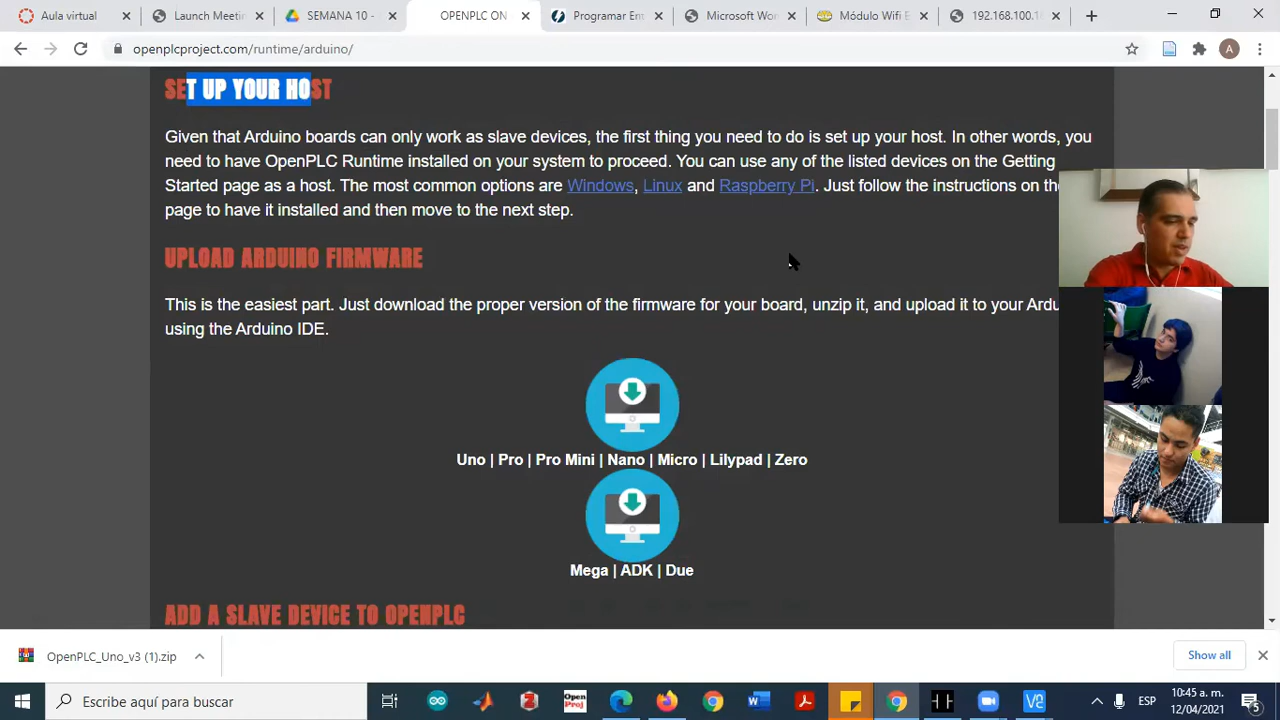 Aula virtual
Launch Meeti
SEMANA 10 -
OPENPLC ON
Programar En
Microsoft Wo
Módulo Wifi E
192.168.100.1
openplcproject.com/runtime/arduino/
A
SET UP YOUR HOST
Given that Arduino boards can only work as slave devices, the first thing you need to do is set up your host. In other words, you
need to have OpenPLC Runtime installed on your system to proceed. You can use any of the listed devices on the Getting
Started page as a host. The most common options are Windows, Linux and Raspberry Pi. Just follow the instructions on the
page to have it installed and then move to the next step.
UPLOAD ARDUINO FIRMWARE
This is the easiest part. Just download the proper version of the firmware for your board, unzip it, and upload it to your Ardu
using the Arduino IDE.
Uno | Pro | Pro Mini | Nano | Micro | Lilypad | Zero
Mega | ADK | Due
ADD A SLAVE DEVICE TO OPENPLC
OpenPLC_Uno_v3 (1).zip
Show all
Escribe aquí para buscar
Open
Proj
ESP
10:45 a. m.
12/04/2021
5